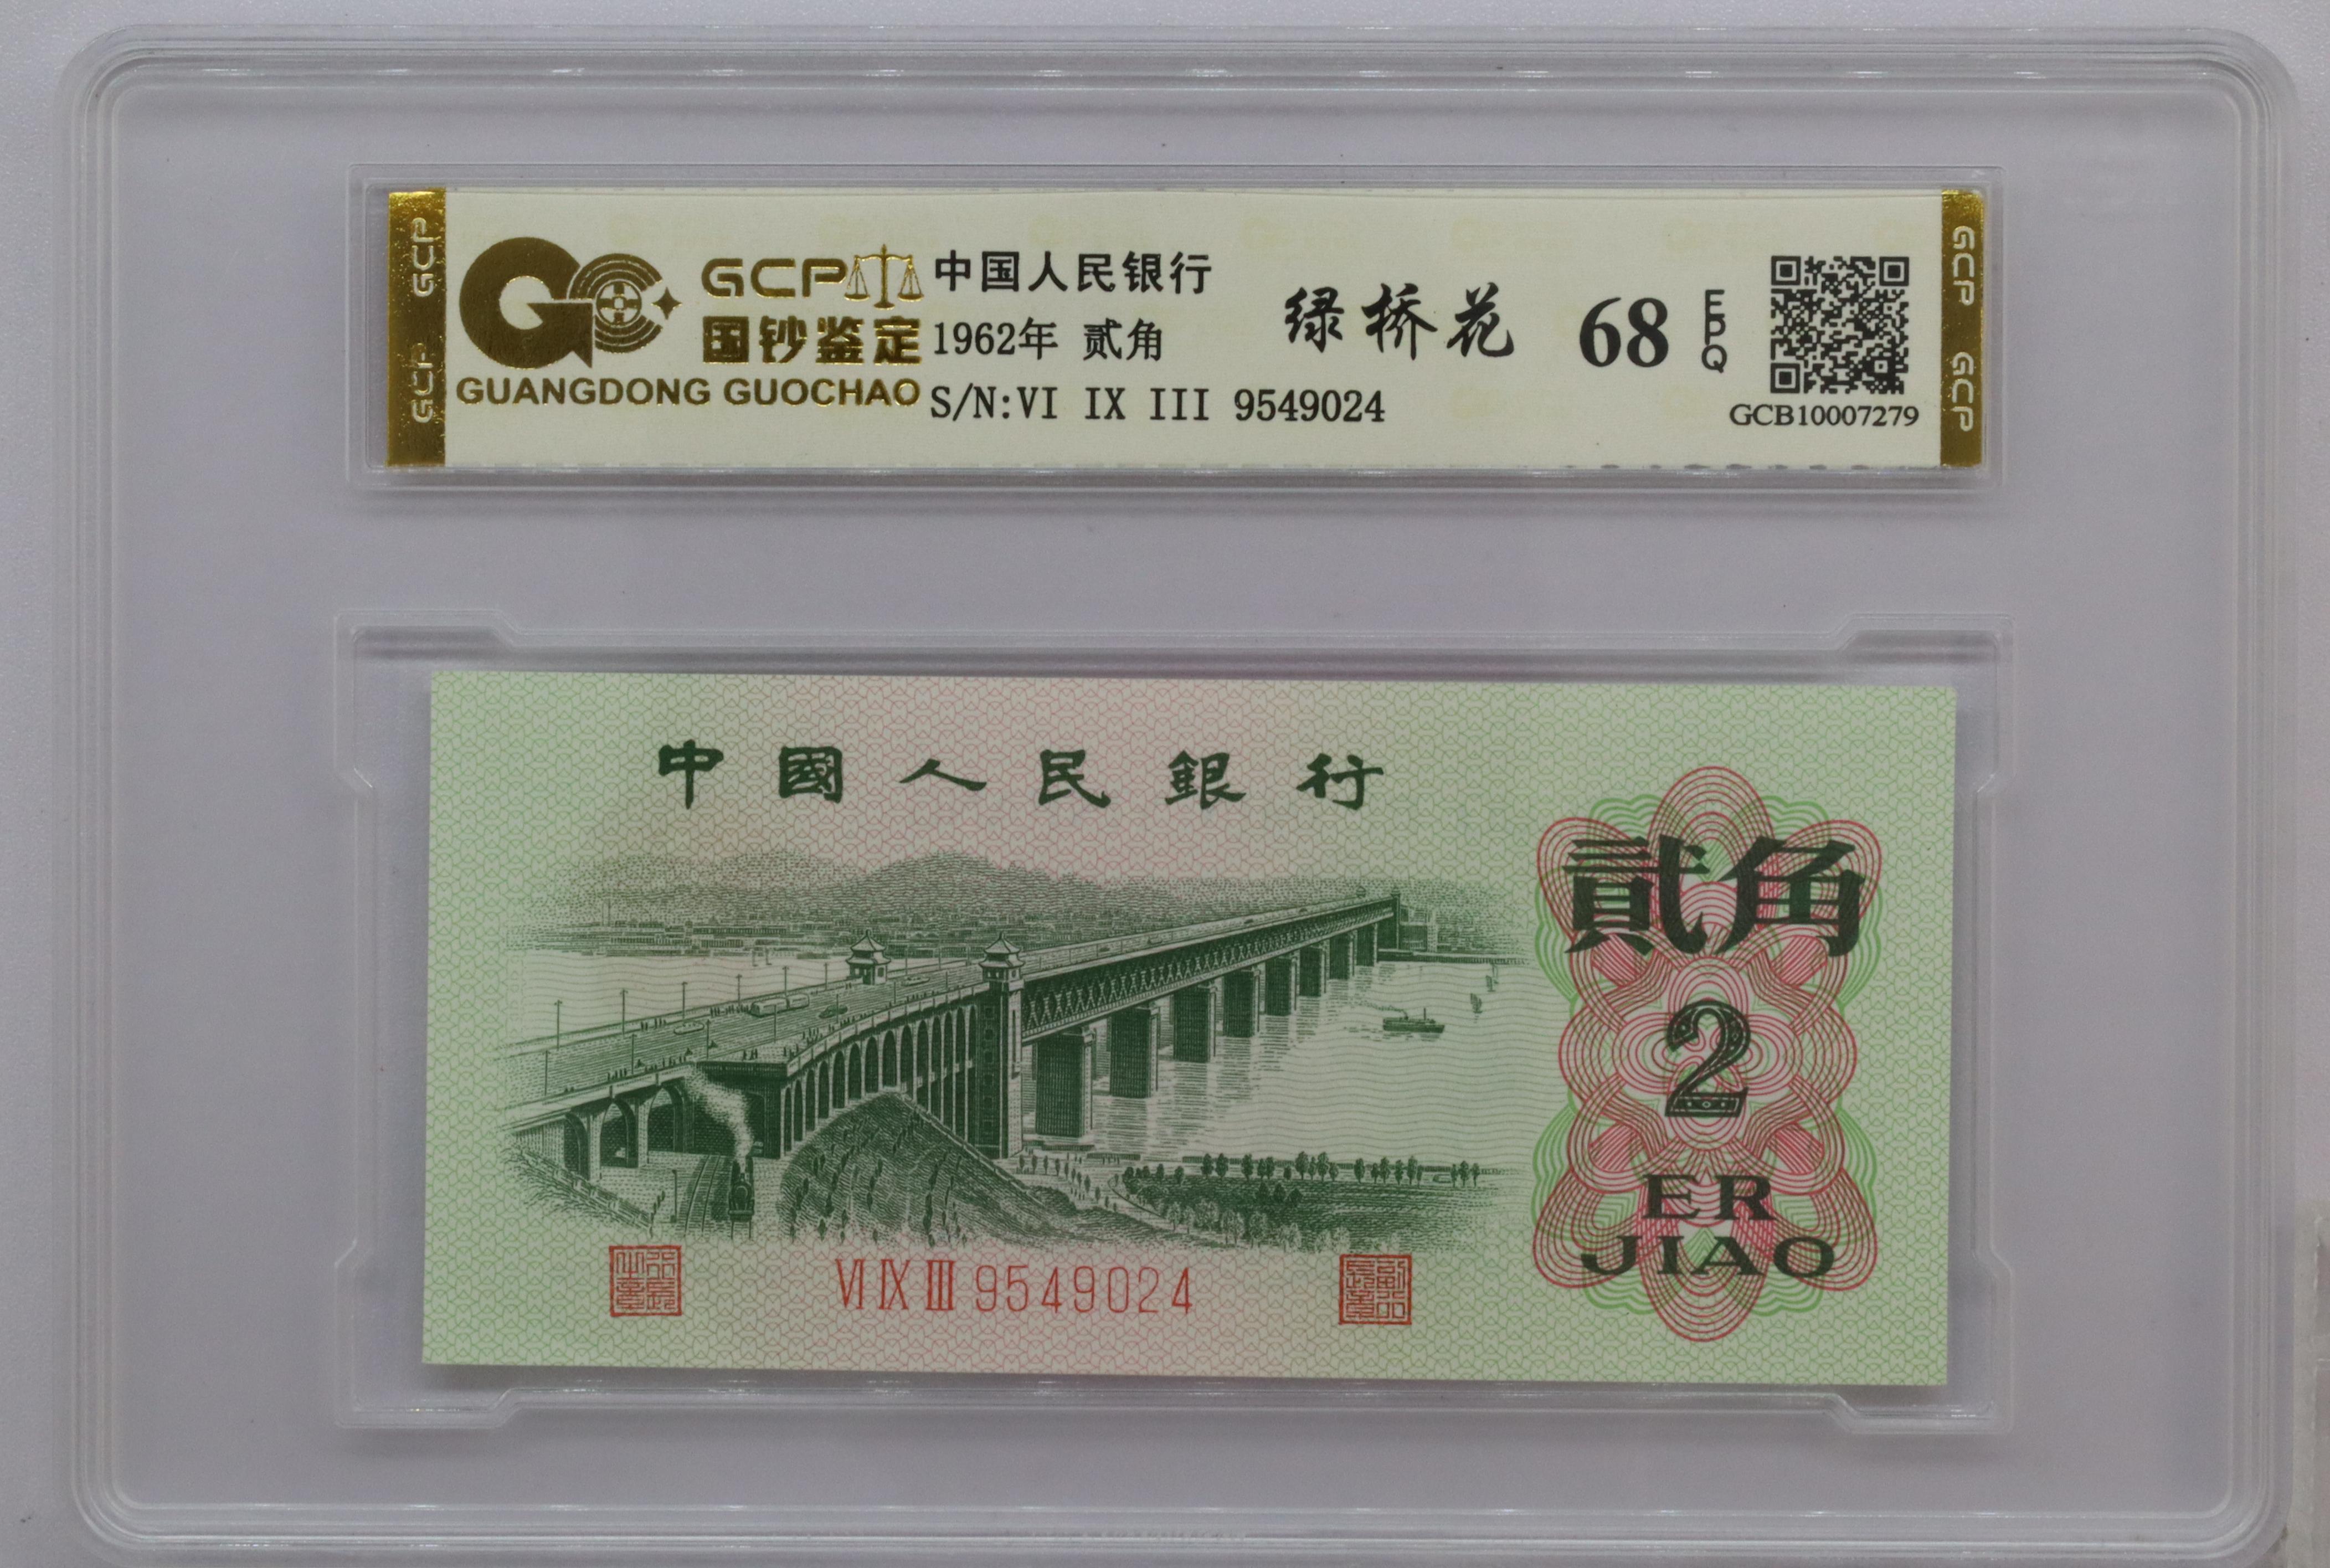 GCP
GCP
GCP
国钞鉴定
GUANGDONG GUOCHAO
中国人民银行
1962年 贰角
S/N:VI IX III 9549024
绿桥花
68
EPQ
GCB10007279
GCP
GCP
中國人民銀行
貳角
2
ER
JIAO
VI IX III 9549024